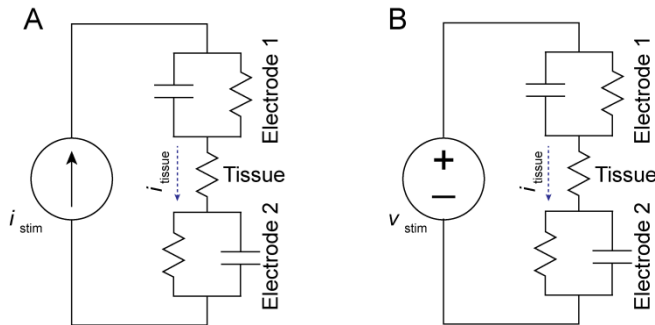 A
B
Electrode 1
Electrode 1
i tissue
Tissue
i tissue
Tissue
+
−
i stim
v stim
Electrode 2
Electrode 2